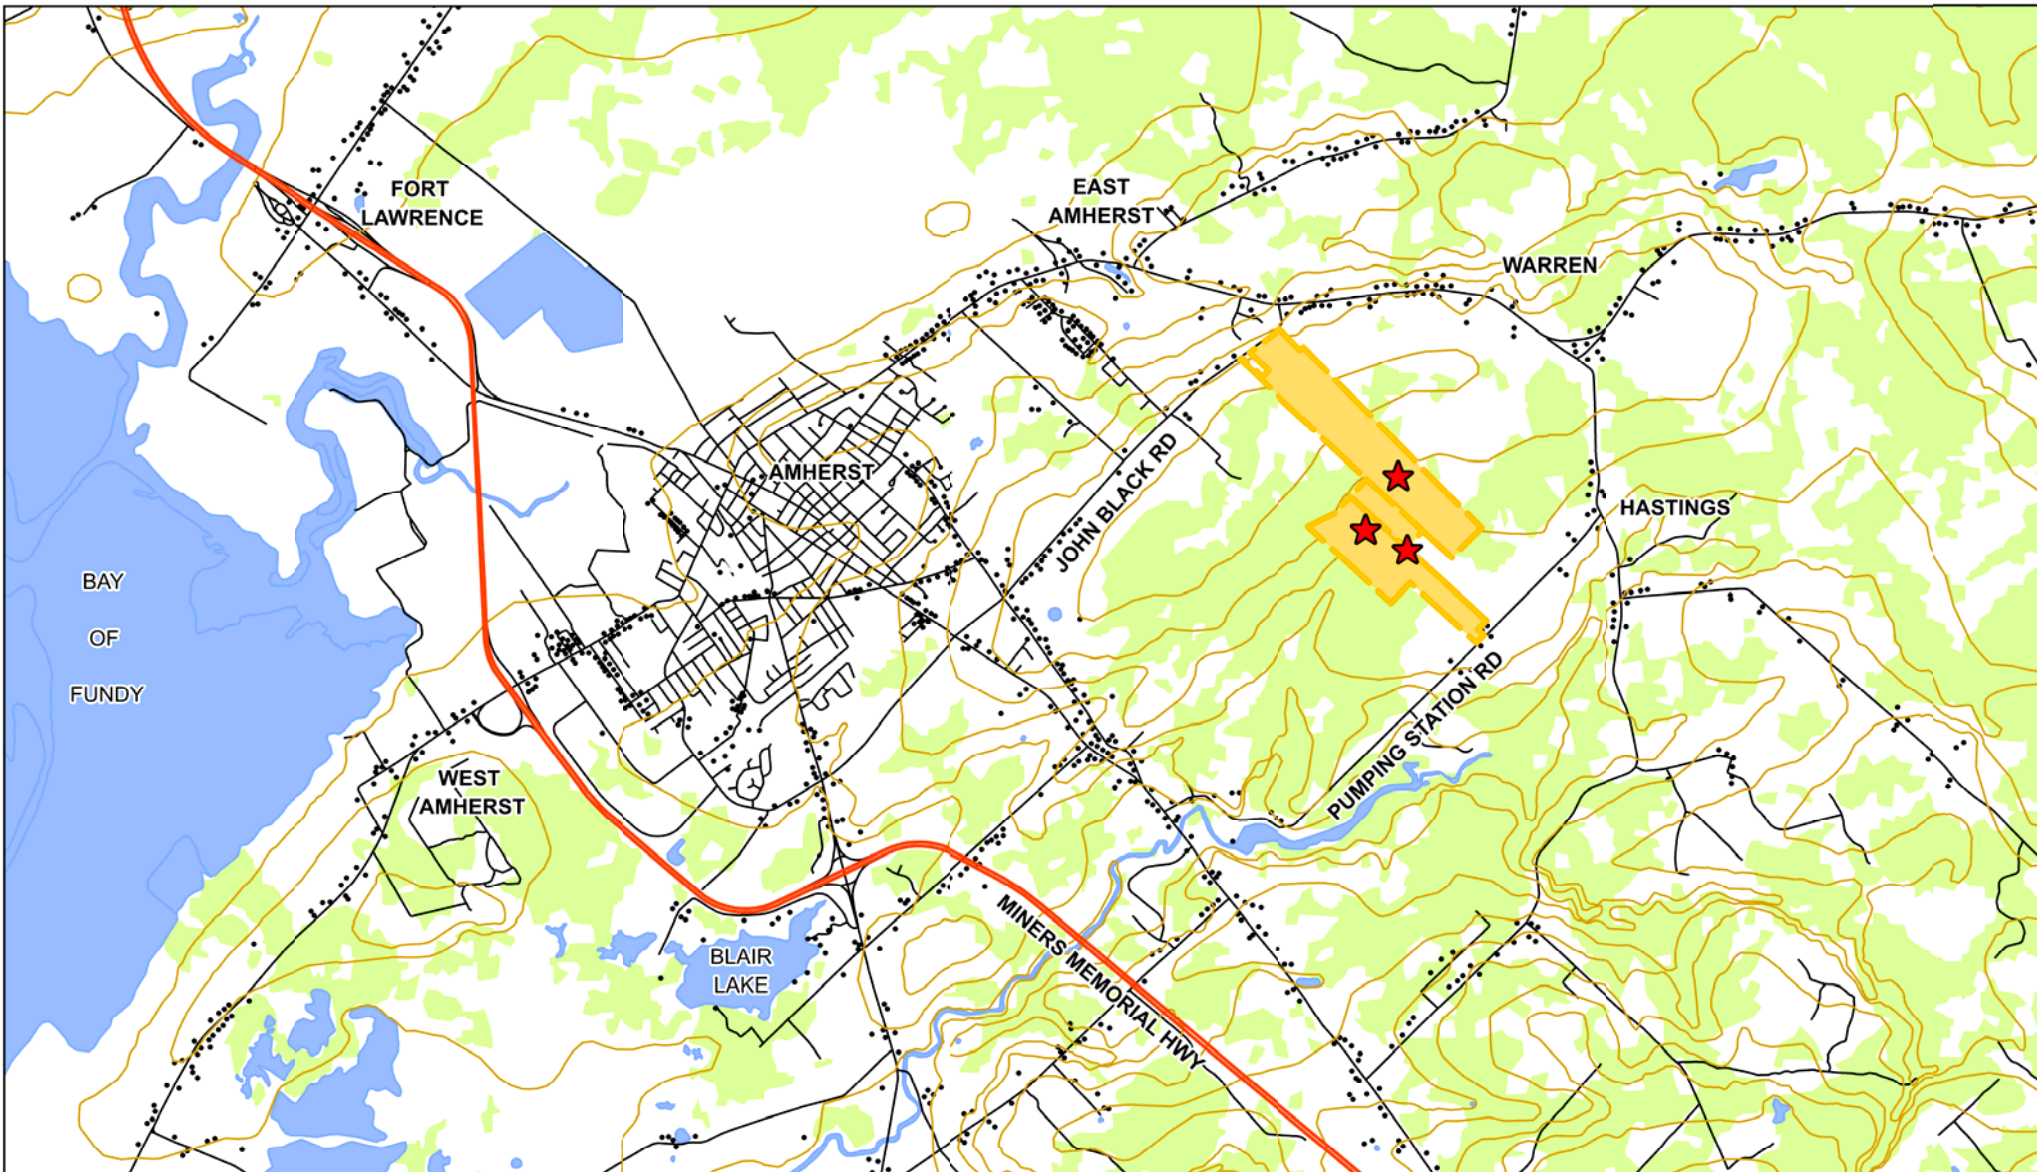 FORT
LAWRENCE
EAST
AMHERST
WARREN
AMHERST
JOHN BLACK RD
HASTINGS
BAY
OF
FUNDY
PUMPING STATION RD
WEST
AMHERST
MINERS MEMORIAL HWY
BLAIR
LAKE